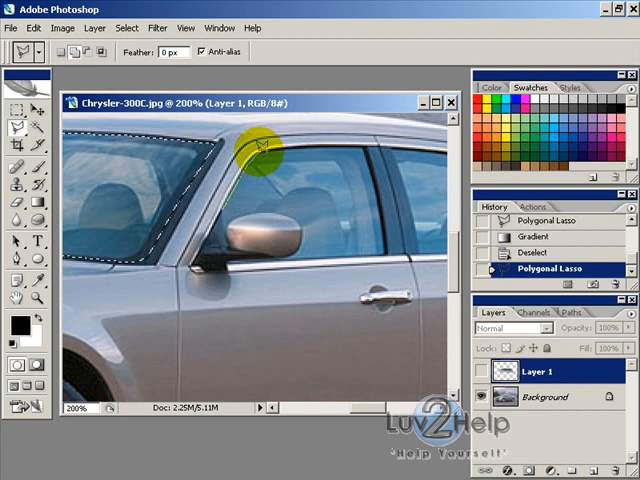 Adobe Photoshop
File Edit Image Layer Select Filter View Window Help
Feather: 0 px Anti-alias
Chrysler-300C.jpg @ 200% (Layer 1, RGB/8#)
Color Swatches Styles
History Actions
Polygonal Lasso
Gradient
Deselect
Polygonal Lasso
Layers Channels Paths
Normal Opacity: 100%
Lock: Fill: 100%
Layer 1
Background
200% Doc: 2.25M/5.11M
Luv2Help
'Help Yourself'